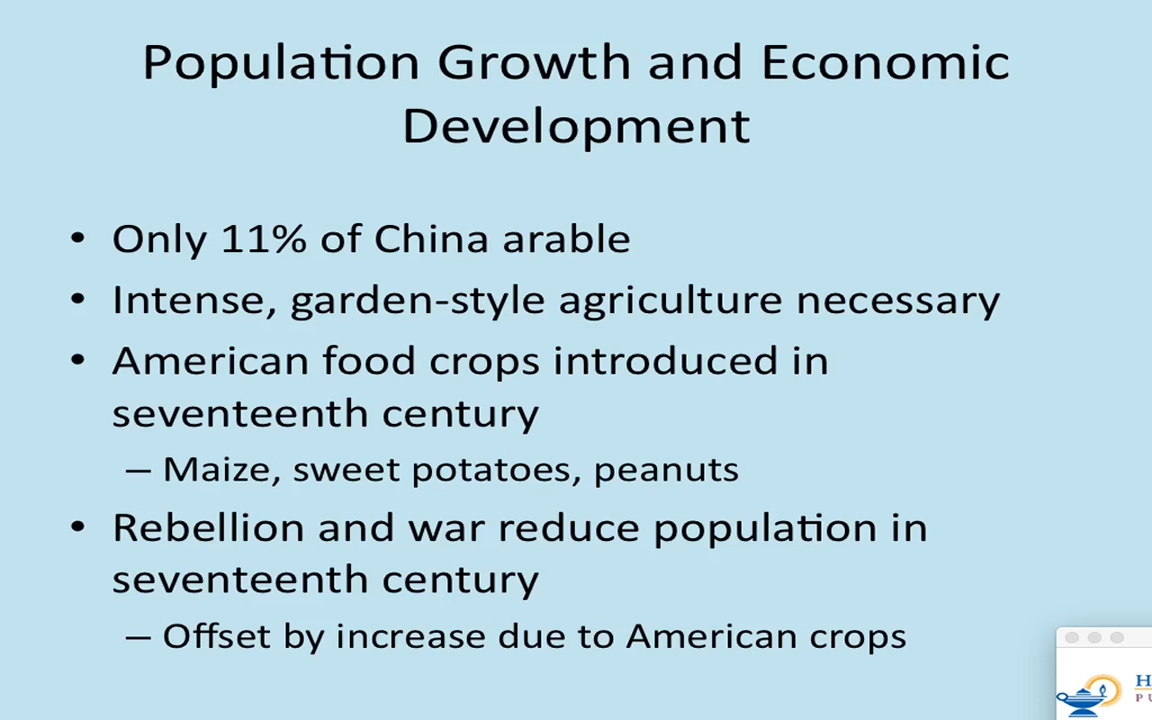 Population Growth and Economic
Development
• Only 11% of China arable
• Intense, garden-style agriculture necessary
• American food crops introduced in
seventeenth century
– Maize, sweet potatoes, peanuts
• Rebellion and war reduce population in
seventeenth century
– Offset by increase due to American crops